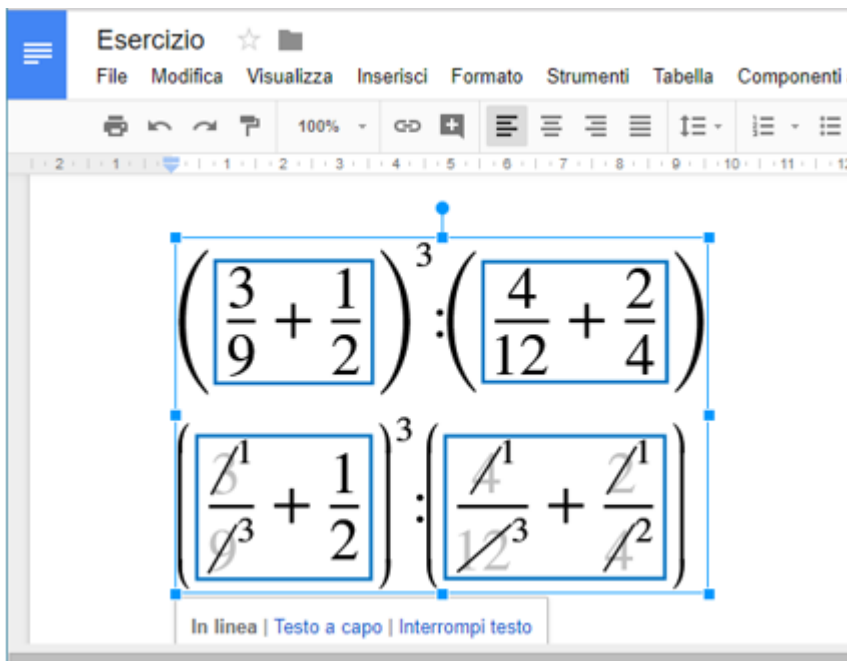 Esercizio
File Modifica Visualizza Inserisci Formato Strumenti Tabella Componenti
100%
2 1 1 2 3 4 5 6 7 8 9 10 11 12
(3/9 + 1/2)³ : (4/12 + 2/4)
(3̸¹/9̸³ + 1/2)³ : (4̸¹/1̸2̸³ + 2̸¹/4̸²)
In linea | Testo a capo | Interrompi testo